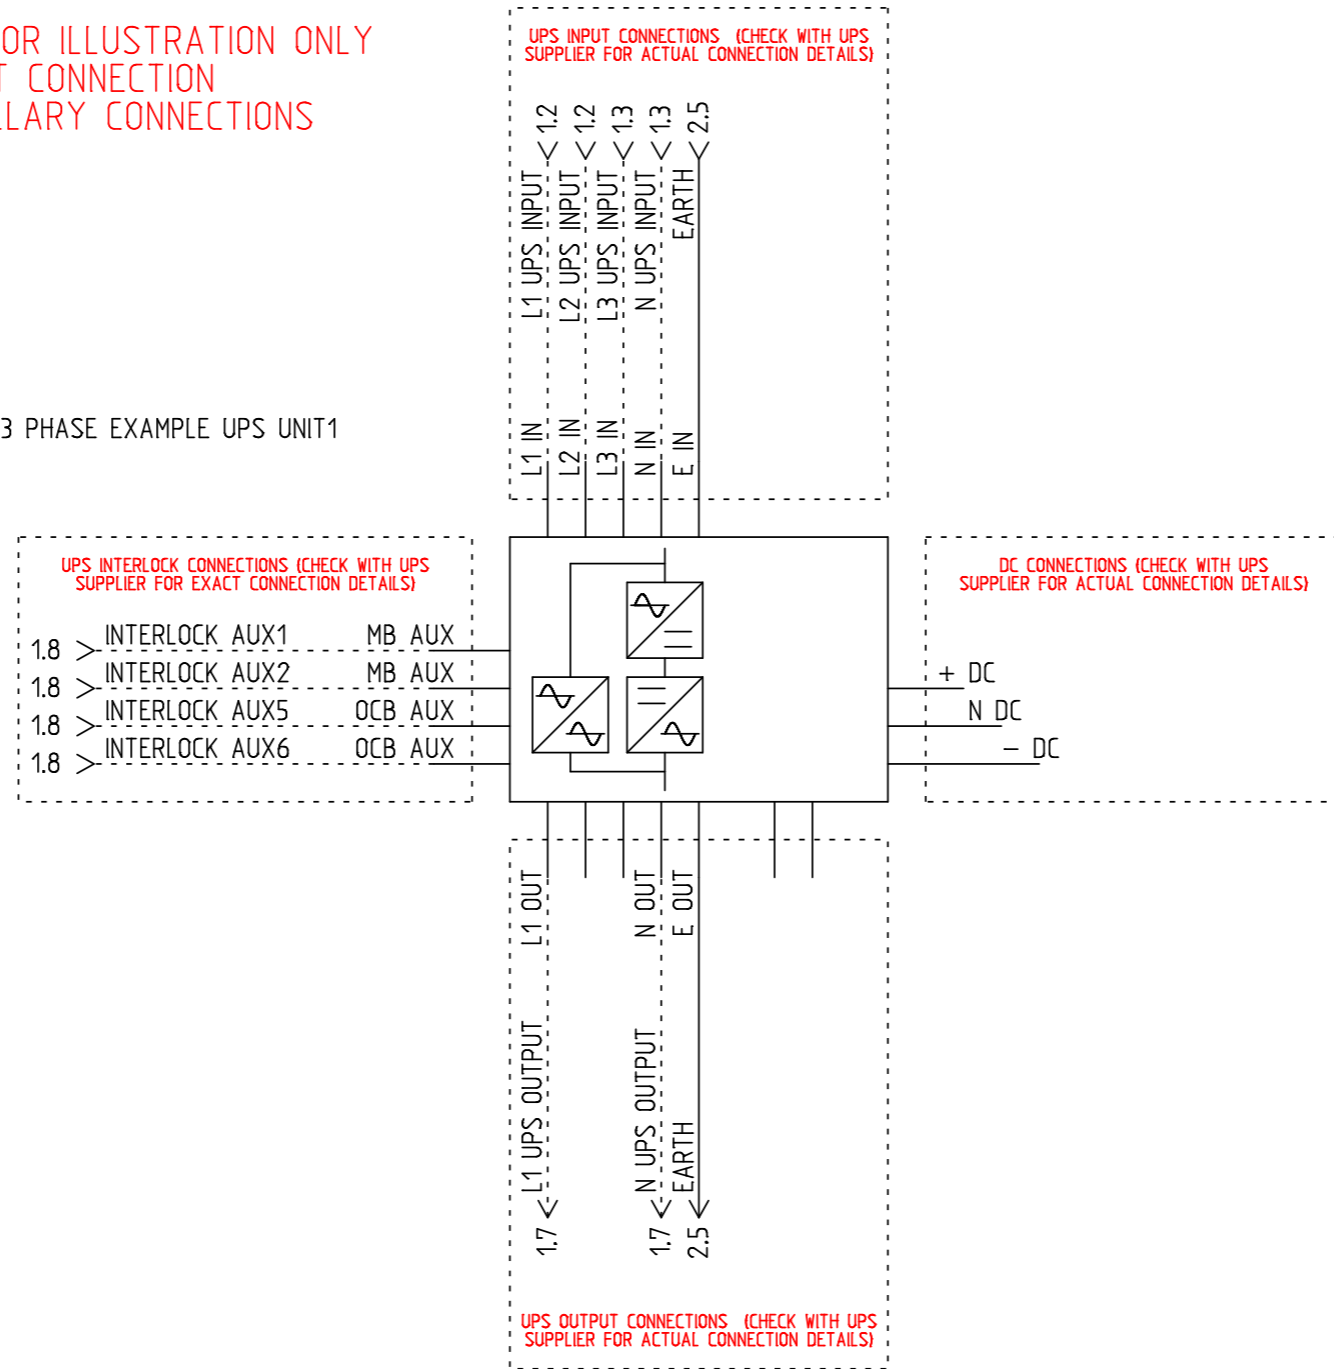 OR ILLUSTRATION ONLY
T CONNECTION
LLARY CONNECTIONS
UPS INPUT CONNECTIONS (CHECK WITH UPS
SUPPLIER FOR ACTUAL CONNECTION DETAILS)
1.2
1.2
1.3
1.3
2.5
L1 UPS INPUT
L2 UPS INPUT
L3 UPS INPUT
N UPS INPUT
EARTH
3 PHASE EXAMPLE UPS UNIT1
L1 IN
L2 IN
L3 IN
N IN
E IN
UPS INTERLOCK CONNECTIONS (CHECK WITH UPS
SUPPLIER FOR EXACT CONNECTION DETAILS)
1.8 INTERLOCK AUX1 MB AUX
1.8 INTERLOCK AUX2 MB AUX
1.8 INTERLOCK AUX5 OCB AUX
1.8 INTERLOCK AUX6 OCB AUX
DC CONNECTIONS (CHECK WITH UPS
SUPPLIER FOR ACTUAL CONNECTION DETAILS)
+ DC
N DC
- DC
L1 OUT
N OUT
E OUT
L1 UPS OUTPUT
N UPS OUTPUT
EARTH
1.7
1.7
2.5
UPS OUTPUT CONNECTIONS (CHECK WITH UPS
SUPPLIER FOR ACTUAL CONNECTION DETAILS)